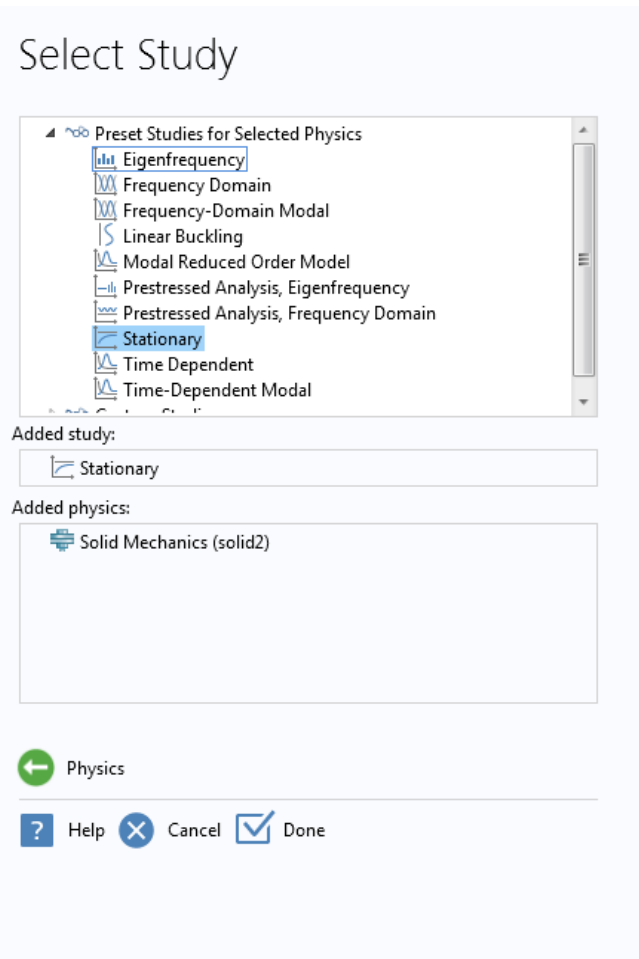 Select Study
Preset Studies for Selected Physics
Eigenfrequency
Frequency Domain
Frequency-Domain Modal
Linear Buckling
Modal Reduced Order Model
Prestressed Analysis, Eigenfrequency
Prestressed Analysis, Frequency Domain
Stationary
Time Dependent
Time-Dependent Modal
Added study:
Stationary
Added physics:
Solid Mechanics (solid2)
Physics
? Help Cancel Done